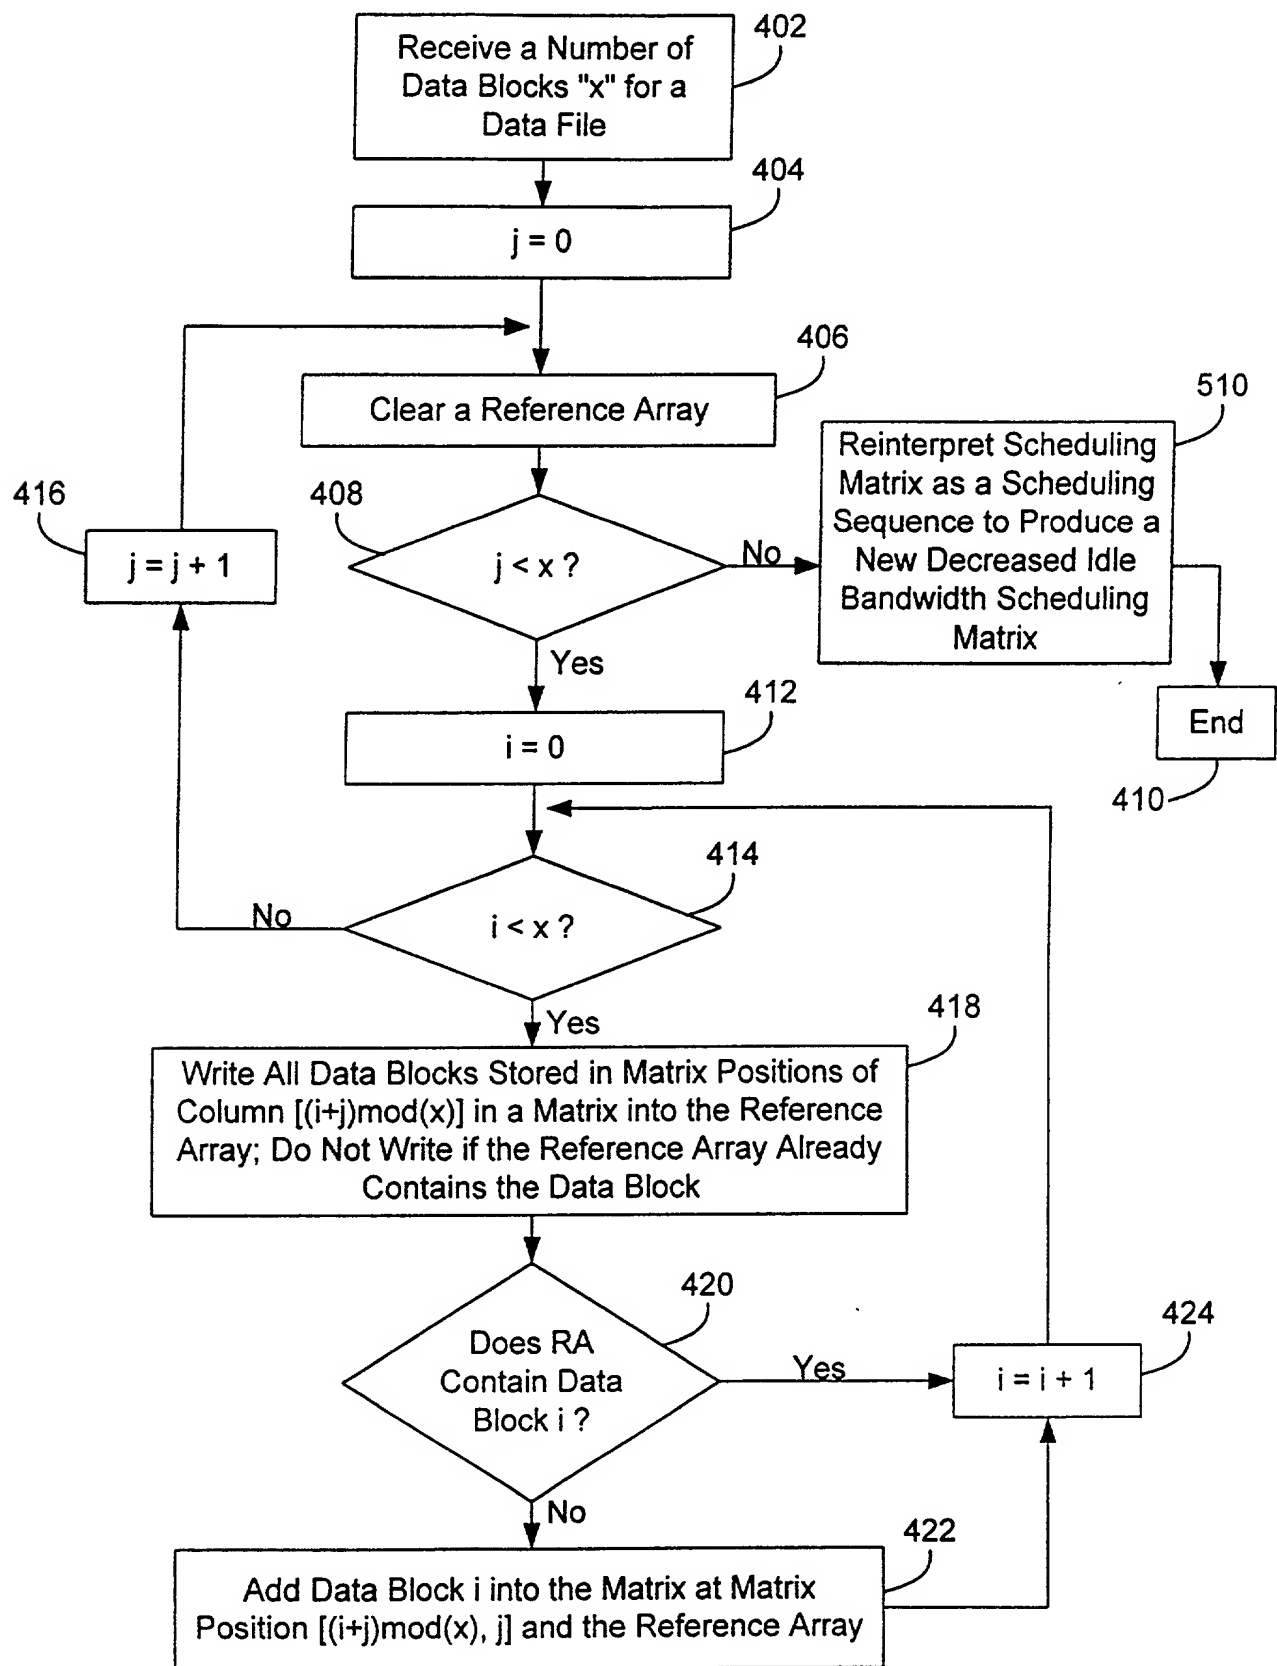 402
Receive a Number of
Data Blocks "x" for a
Data File
404
j = 0
406
Clear a Reference Array
510
Reinterpret Scheduling
Matrix as a Scheduling
Sequence to Produce a
New Decreased Idle
Bandwidth Scheduling
Matrix
416
j = j + 1
408
j < x ?
No
Yes
412
i = 0
End
410
414
i < x ?
No
Yes
418
Write All Data Blocks Stored in Matrix Positions of
Column [(i+j)mod(x)] in a Matrix into the Reference
Array; Do Not Write if the Reference Array Already
Contains the Data Block
420
Does RA
Contain Data
Block i ?
Yes
424
i = i + 1
No
422
Add Data Block i into the Matrix at Matrix
Position [(i+j)mod(x), j] and the Reference Array